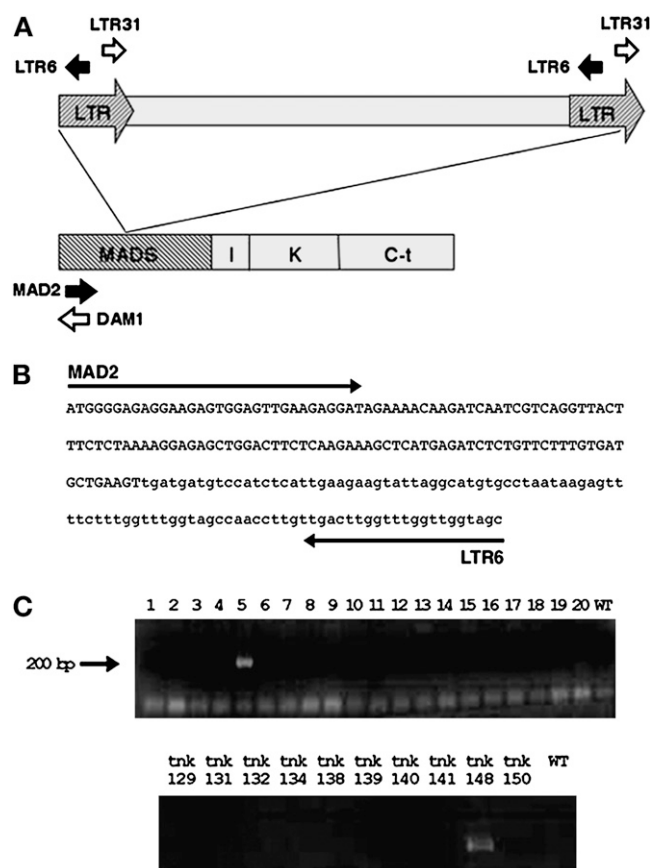 A
LTR31 LTR31
LTR6 LTR6
LTR LTR
MADS I K C-t
MAD2
DAM1
B
MAD2
ATGGGGAGAGGAAGAGTGGAGTTGAAGAGGATAGAAAACAAGATCAATCGTCAGGTTACT
TTCTCTAAAAGGAGAGCTGGACTTCTCAAGAAAGCTCATGAGATCTCTGTTCTTTGTGAT
GCTGAAGTtgatgatgtccatctcattgaagaagtattaggcatgtgcctaataagagtt
ttctttggtttggtagccaaccttgttgacttggtttggttggtagc
LTR6
C
1 2 3 4 5 6 7 8 9 10 11 12 13 14 15 16 17 18 19 20 WT
200 bp
tnk tnk tnk tnk tnk tnk tnk tnk tnk tnk WT
129 131 132 134 138 139 140 141 148 150